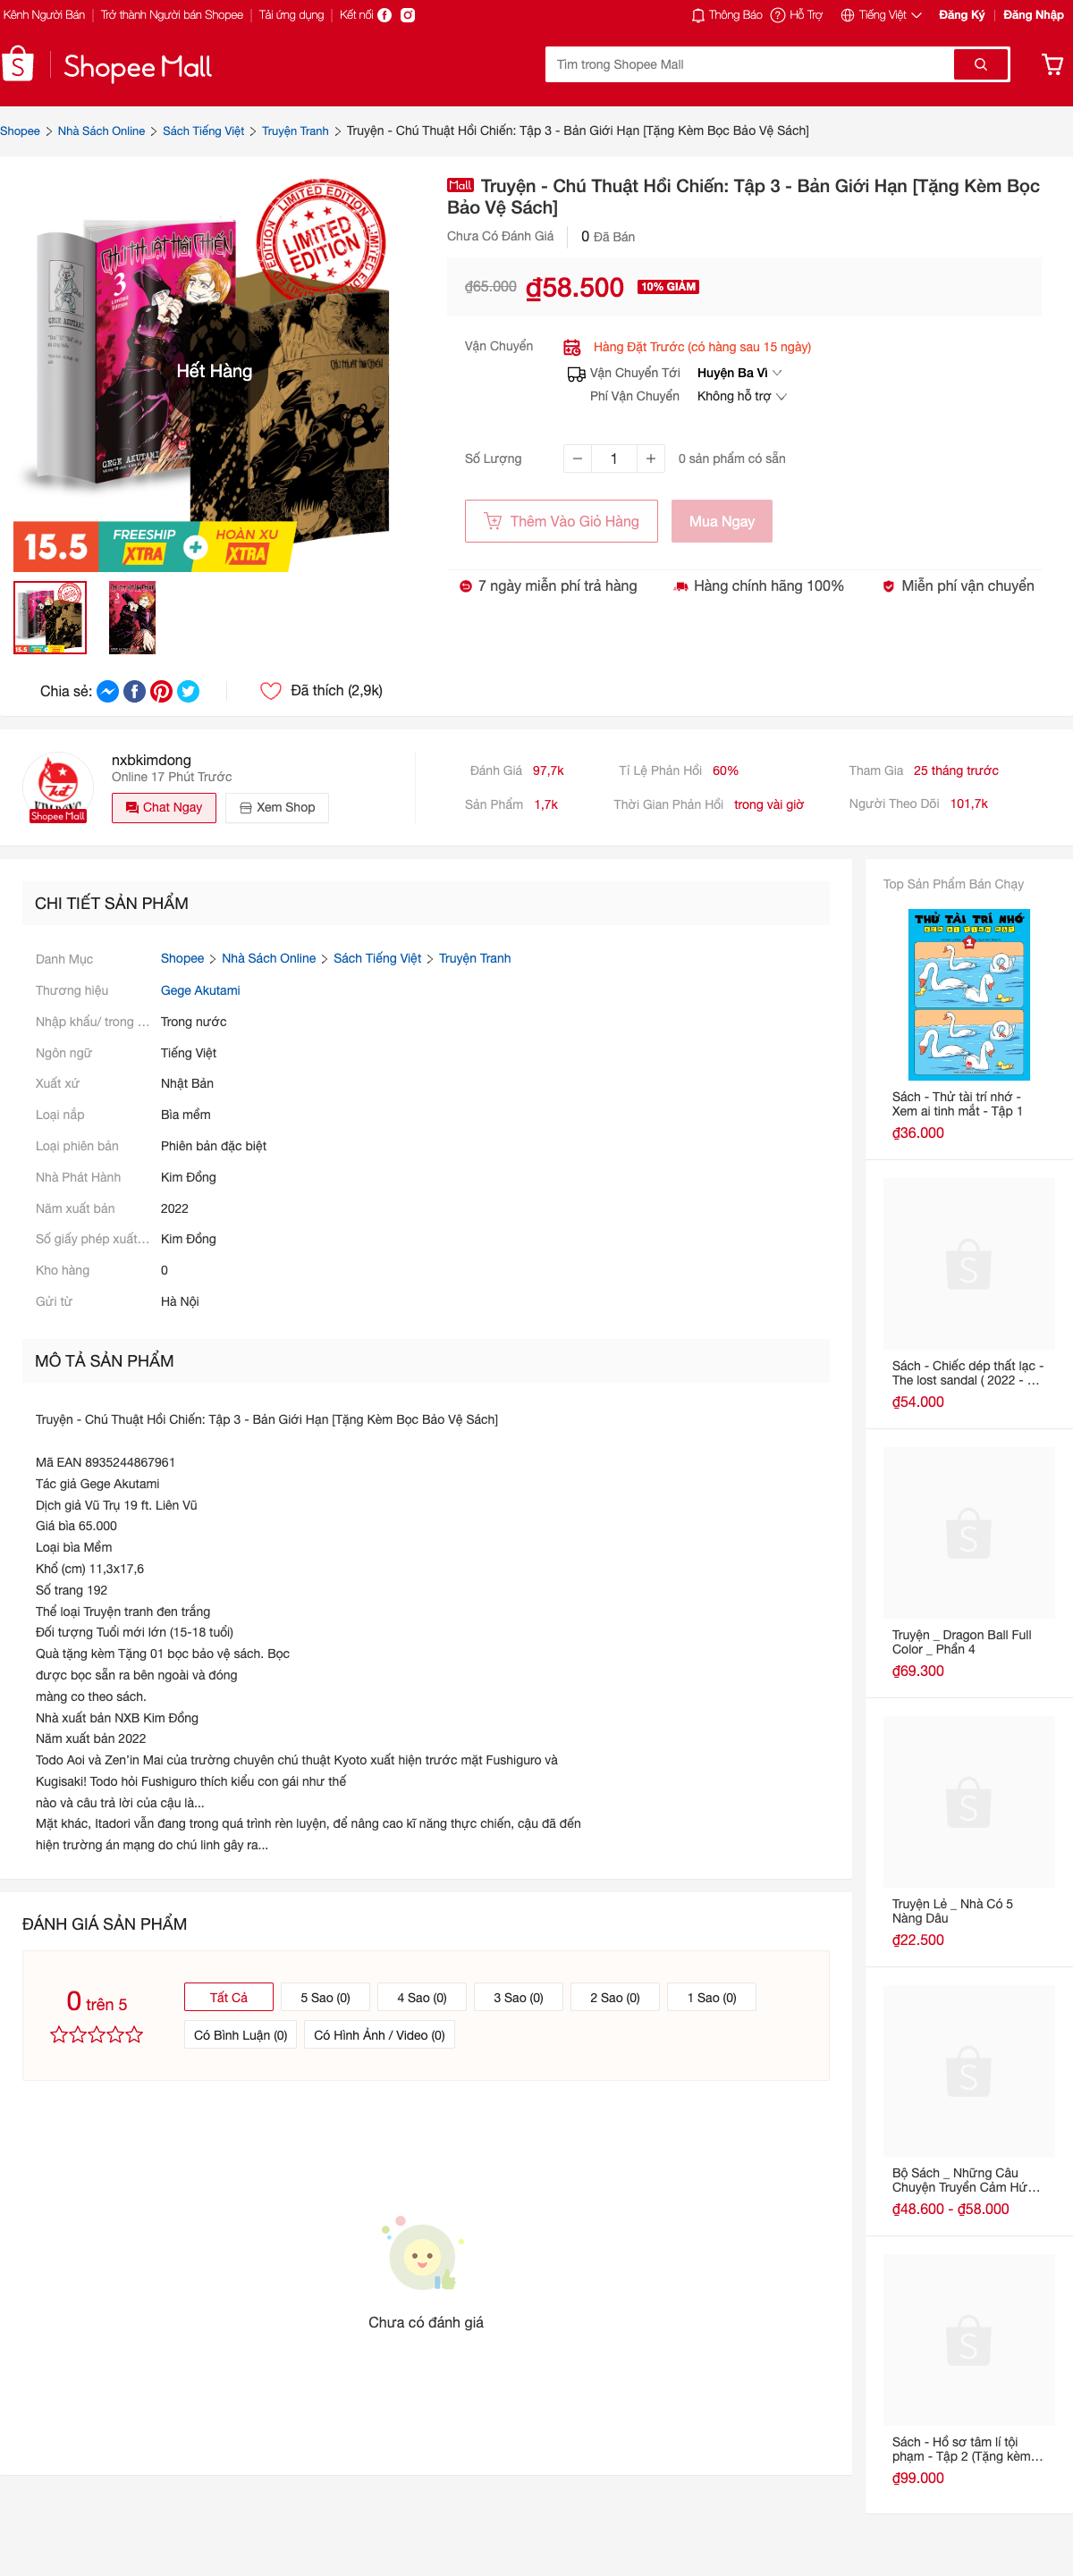 Kênh Người Bán | Trở thành Người bán Shopee | Tải ứng dụng | Kết nối
Thông Báo
Hỗ Trợ
Tiếng Việt
Đăng Ký | Đăng Nhập
Shopee Mall
Tìm trong Shopee Mall
Shopee > Nhà Sách Online > Sách Tiếng Việt > Truyện Tranh > Truyện - Chú Thuật Hồi Chiến: Tập 3 - Bản Giới Hạn [Tặng Kèm Bọc Bảo Vệ Sách]
LIMITED EDITION
CHÚ THUẬT HỒI CHIẾN
3
GEGE AKUTAMI
Hết Hàng
GEGE AKUTAMI
15.5
FREESHIP XTRA
+
HOÀN XU XTRA
Chia sẻ:
Đã thích (2,9k)
Mall Truyện - Chú Thuật Hồi Chiến: Tập 3 - Bản Giới Hạn [Tặng Kèm Bọc
Bảo Vệ Sách]
Chưa Có Đánh Giá
0 Đã Bán
₫65.000 ₫58.500 10% GIẢM
Vận Chuyển
Hàng Đặt Trước (có hàng sau 15 ngày)
Vận Chuyển Tới Huyện Ba Vì
Phí Vận Chuyển Không hỗ trợ
Số Lượng
1
0 sản phẩm có sẵn
Thêm Vào Giỏ Hàng
Mua Ngay
7 ngày miễn phí trả hàng
Hàng chính hãng 100%
Miễn phí vận chuyển
nxbkimdong
Online 17 Phút Trước
Shopee Mall
Chat Ngay
Xem Shop
Đánh Giá 97,7k
Tỉ Lệ Phản Hồi 60%
Tham Gia 25 tháng trước
Sản Phẩm 1,7k
Thời Gian Phản Hồi trong vài giờ
Người Theo Dõi 101,7k
CHI TIẾT SẢN PHẨM
Danh Mục Shopee > Nhà Sách Online > Sách Tiếng Việt > Truyện Tranh
Thương hiệu Gege Akutami
Nhập khẩu/ trong ... Trong nước
Ngôn ngữ Tiếng Việt
Xuất xứ Nhật Bản
Loại nắp Bìa mềm
Loại phiên bản Phiên bản đặc biệt
Nhà Phát Hành Kim Đồng
Năm xuất bản 2022
Số giấy phép xuất... Kim Đồng
Kho hàng 0
Gửi từ Hà Nội
MÔ TẢ SẢN PHẨM
Truyện - Chú Thuật Hồi Chiến: Tập 3 - Bản Giới Hạn [Tặng Kèm Bọc Bảo Vệ Sách]
Mã EAN 8935244867961
Tác giả Gege Akutami
Dịch giả Vũ Trụ 19 ft. Liên Vũ
Giá bìa 65.000
Loại bìa Mềm
Khổ (cm) 11,3x17,6
Số trang 192
Thể loại Truyện tranh đen trắng
Đối tượng Tuổi mới lớn (15-18 tuổi)
Quà tặng kèm Tặng 01 bọc bảo vệ sách. Bọc
được bọc sẵn ra bên ngoài và đóng
màng co theo sách.
Nhà xuất bản NXB Kim Đồng
Năm xuất bản 2022
Todo Aoi và Zen’in Mai của trường chuyên chú thuật Kyoto xuất hiện trước mặt Fushiguro và
Kugisaki! Todo hỏi Fushiguro thích kiểu con gái như thế
nào và câu trả lời của cậu là...
Mặt khác, Itadori vẫn đang trong quá trình rèn luyện, để nâng cao kĩ năng thực chiến, cậu đã đến
hiện trường án mạng do chú linh gây ra...
ĐÁNH GIÁ SẢN PHẨM
0 trên 5
Tất Cả
5 Sao (0)
4 Sao (0)
3 Sao (0)
2 Sao (0)
1 Sao (0)
Có Bình Luận (0)
Có Hình Ảnh / Video (0)
Chưa có đánh giá
Top Sản Phẩm Bán Chạy
THỬ TÀI TRÍ NHỚ
XEM AI TINH MẮT
1
Sách - Thử tài trí nhớ -
Xem ai tinh mắt - Tập 1
₫36.000
Sách - Chiếc dép thất lạc -
The lost sandal ( 2022 - ...
₫54.000
Truyện _ Dragon Ball Full
Color _ Phần 4
₫69.300
Truyện Lẻ _ Nhà Có 5
Nàng Dâu
₫22.500
Bộ Sách _ Những Câu
Chuyện Truyền Cảm Hứ...
₫48.600 - ₫58.000
Sách - Hồ sơ tâm lí tội
phạm - Tập 2 (Tặng kèm...
₫99.000